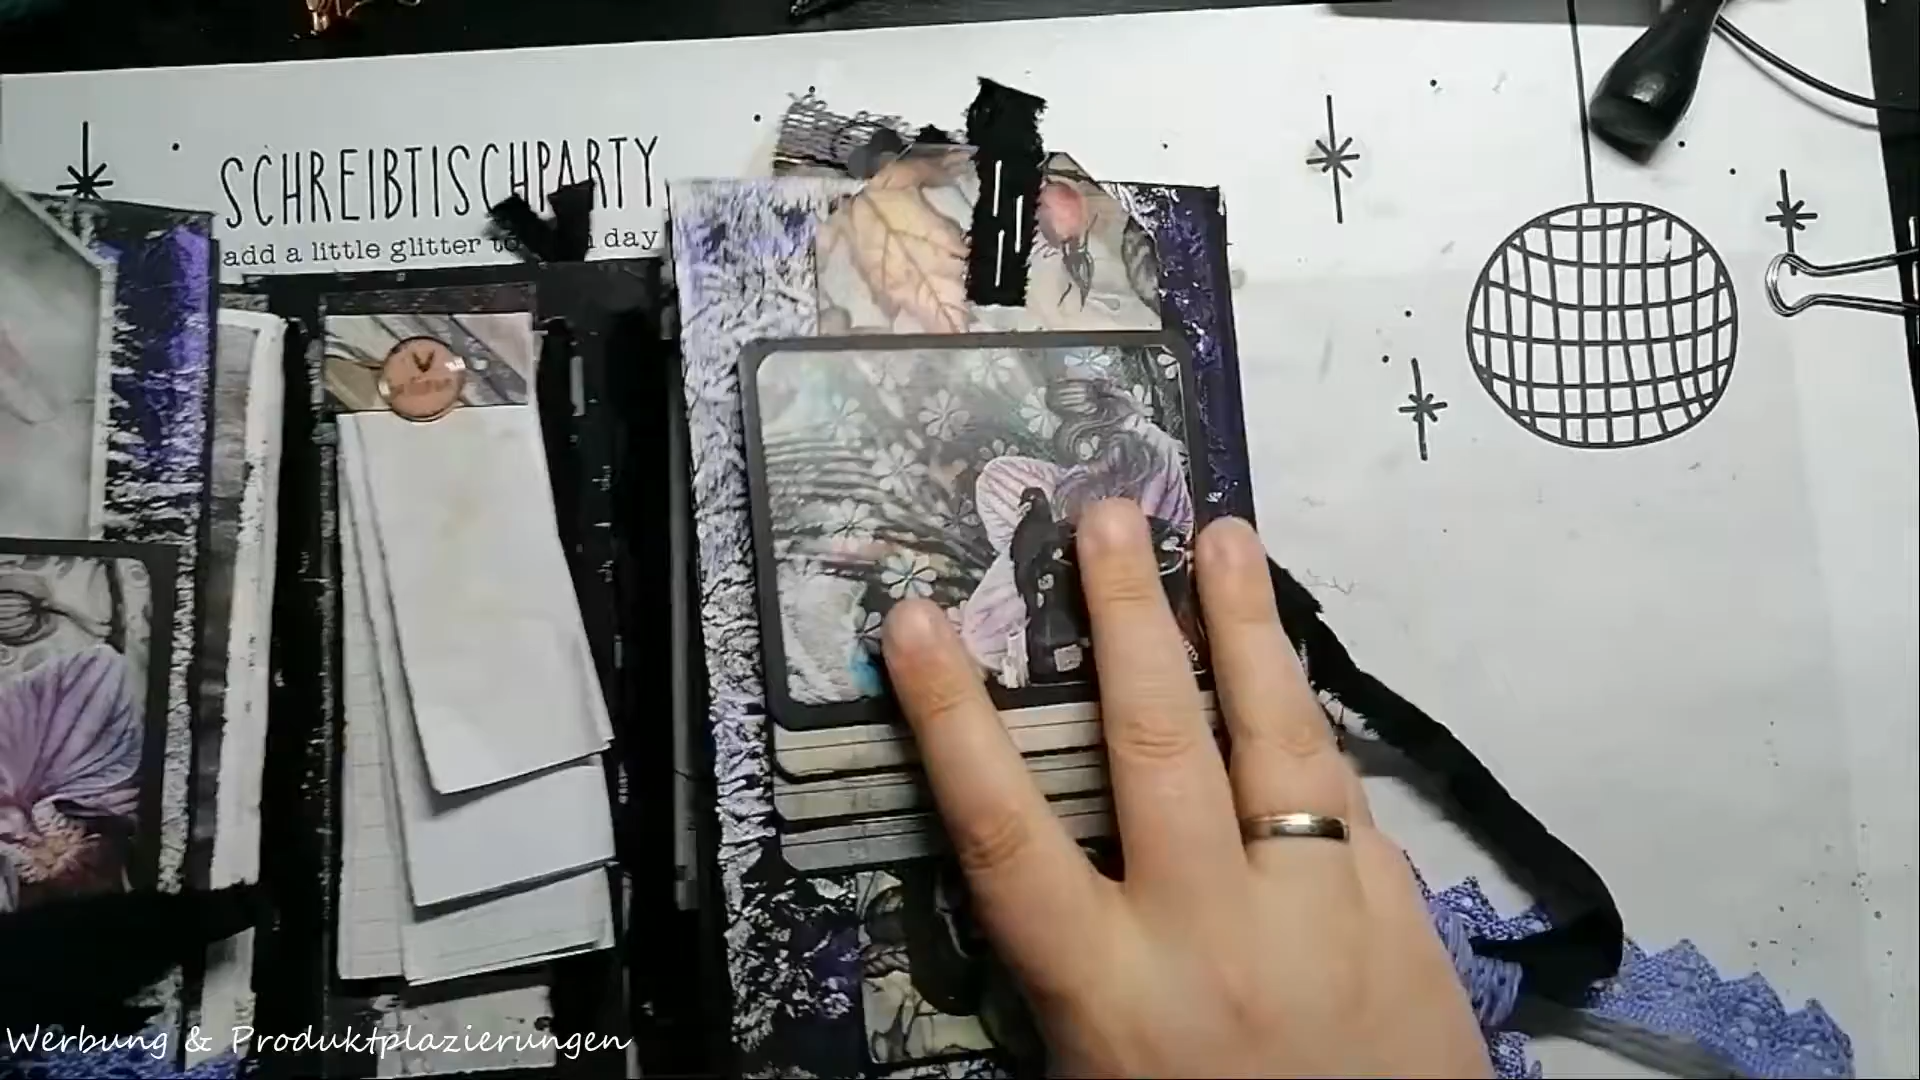 SCHREIBTISCHPARTY
add a little glitter to day
Werbung & Produktplazierungen